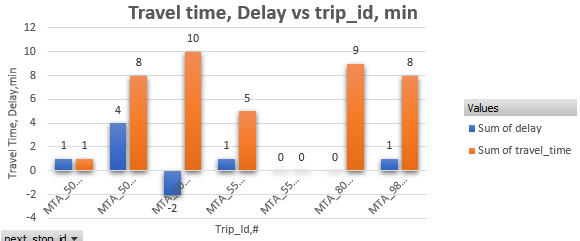 Travel time, Delay vs trip_id, min
12
10
8
6
4
2
0
-2
-4
Travel Time, Delay,min
1 1
4 8
-2 10
1 5
0 0
0 9
1 8
MTA_50...
MTA_50...
MTA_55...
MTA_55...
MTA_80...
MTA_98...
Trip_Id,#
Values
Sum of delay
Sum of travel_time
next_stop_id